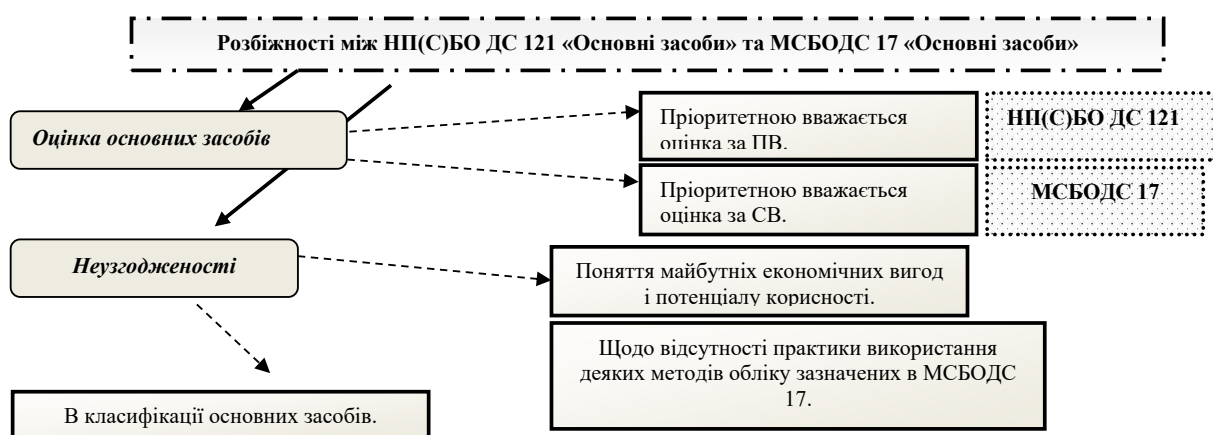 Розбіжності між НП(С)БО ДС 121 «Основні засоби» та МСБОДС 17 «Основні засоби»
Оцінка основних засобів
Пріоритетною вважається
оцінка за ПВ.
НП(С)БО ДС 121
Пріоритетною вважається
оцінка за СВ.
МСБОДС 17
Неузгодженості
Поняття майбутніх економічних вигод
і потенціалу корисності.
Щодо відсутності практики використання
деяких методів обліку зазначених в МСБОДС
17.
В класифікації основних засобів.